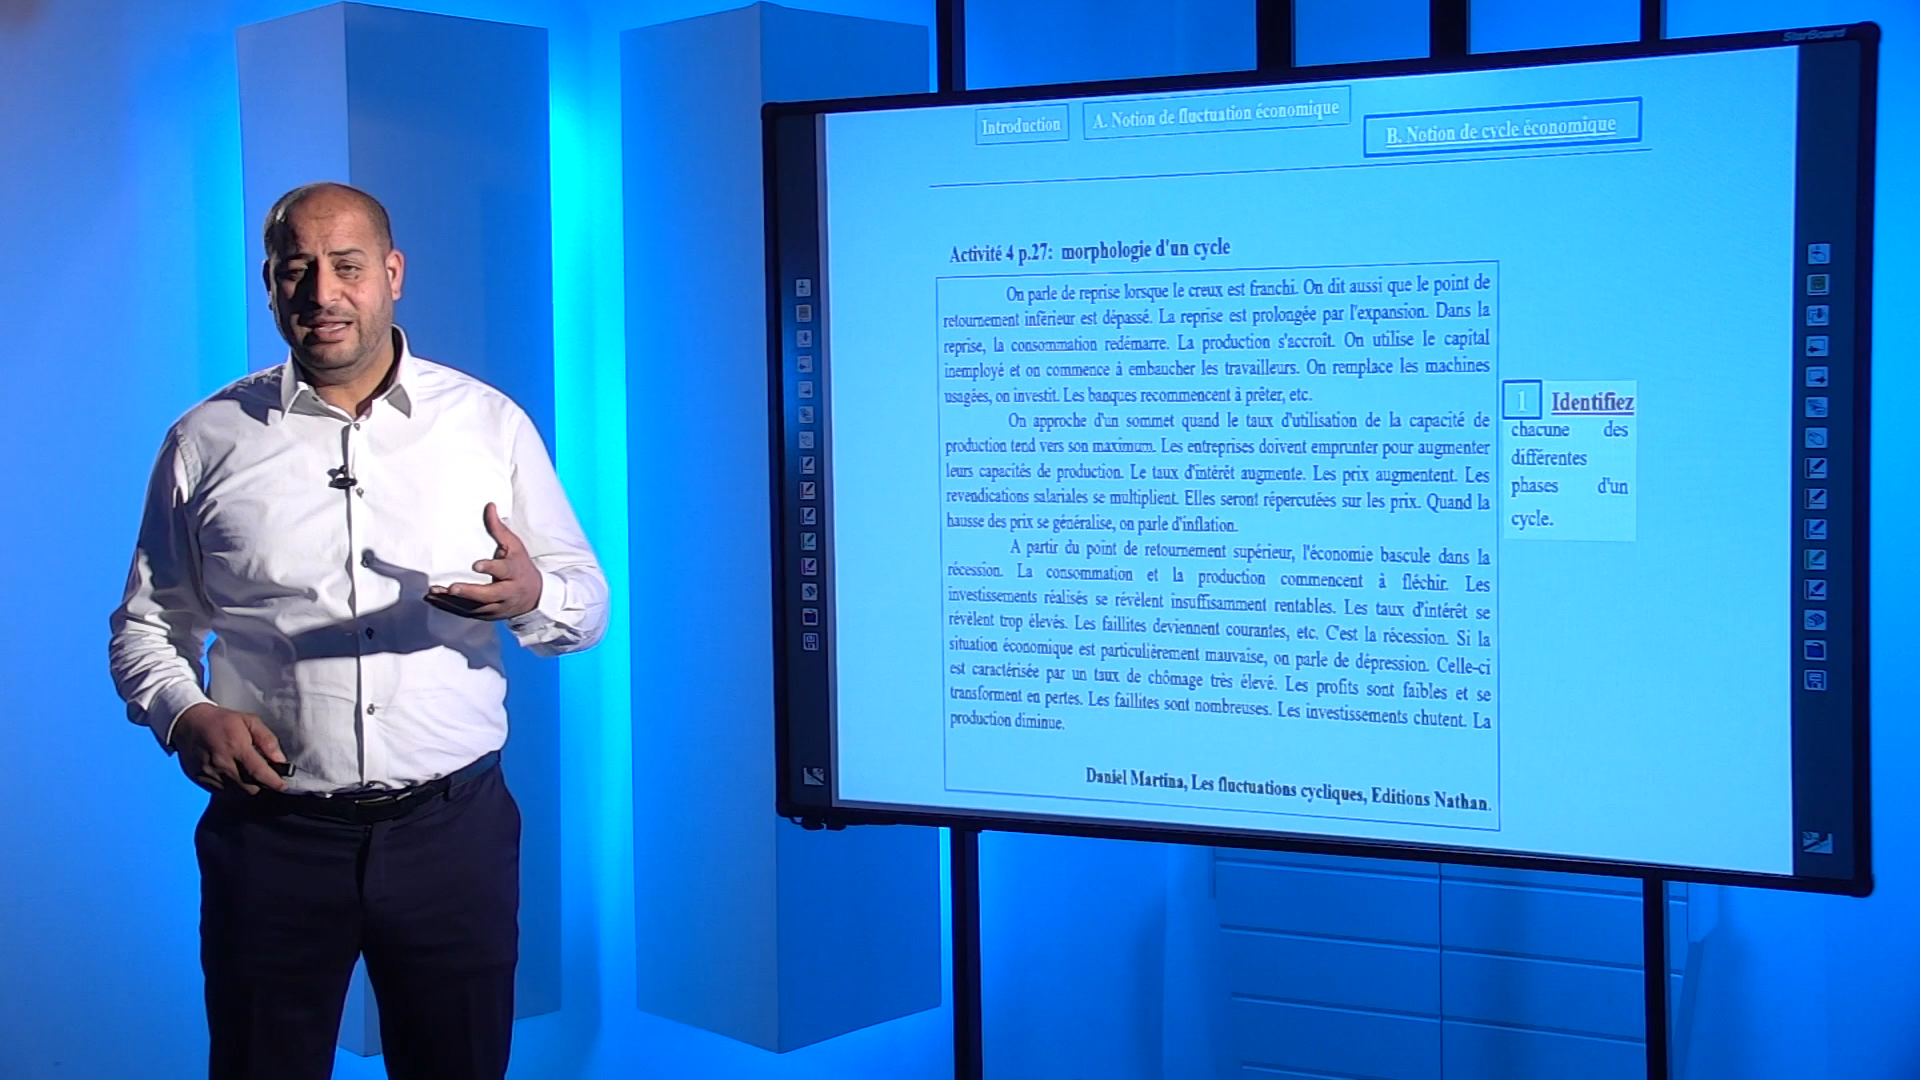 StarBoard
Introduction
A. Notion de fluctuation économique
B. Notion de cycle économique
Activité 4 p.27: morphologie d'un cycle
On parle de reprise lorsque le creux est franchi. On dit aussi que le point de
retournement inférieur est dépassé. La reprise est prolongée par l'expansion. Dans la
reprise, la consommation redémarre. La production s'accroît. On utilise le capital
inemployé et on commence à embaucher les travailleurs. On remplace les machines
usagées, on investit. Les banques recommencent à prêter, etc.
On approche d'un sommet quand le taux d'utilisation de la capacité de
production tend vers son maximum. Les entreprises doivent emprunter pour augmenter
leurs capacités de production. Le taux d'intérêt augmente. Les prix augmentent. Les
revendications salariales se multiplient. Elles seront répercutées sur les prix. Quand la
hausse des prix se généralise, on parle d'inflation.
A partir du point de retournement supérieur, l'économie bascule dans la
récession. La consommation et la production commencent à fléchir. Les
investissements réalisés se révèlent insuffisamment rentables. Les taux d'intérêt se
révèlent trop élevés. Les faillites deviennent courantes, etc. C'est la récession. Si la
situation économique est particulièrement mauvaise, on parle de dépression. Celle-ci
est caractérisée par un taux de chômage très élevé. Les profits sont faibles et se
transforment en pertes. Les faillites sont nombreuses. Les investissements chutent. La
production diminue.
Daniel Martina, Les fluctuations cycliques, Editions Nathan.
1 Identifiez
chacune des
différentes
phases d'un
cycle.